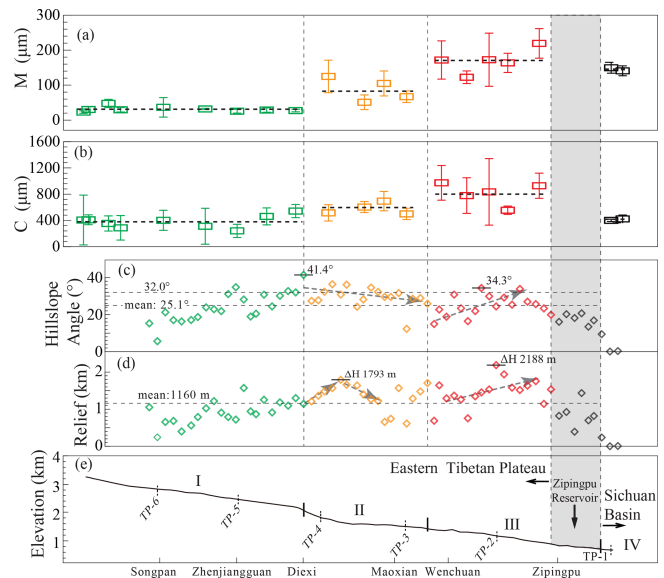 300
(a)
200
M (μm)
100
0
1600
(b)
1200
C (μm)
800
400
0
(c)
41.4°
34.3°
40
32.0°
Hillslope
Angle (°)
mean: 25.1°
20
0
(d)
ΔH 1793 m
ΔH 2188 m
2
Relief (km)
mean:1160 m
1
0
4
(e)
Eastern Tibetan Plateau
Elevation (km)
3
I
Zipingpu
Reservoir
Sichuan
Basin
2
II
III
IV
1
TP-6
TP-5
TP-4
TP-3
TP-2
TP-1
Songpan
Zhenjiangguan
Diexi
Maoxian
Wenchuan
Zipingpu